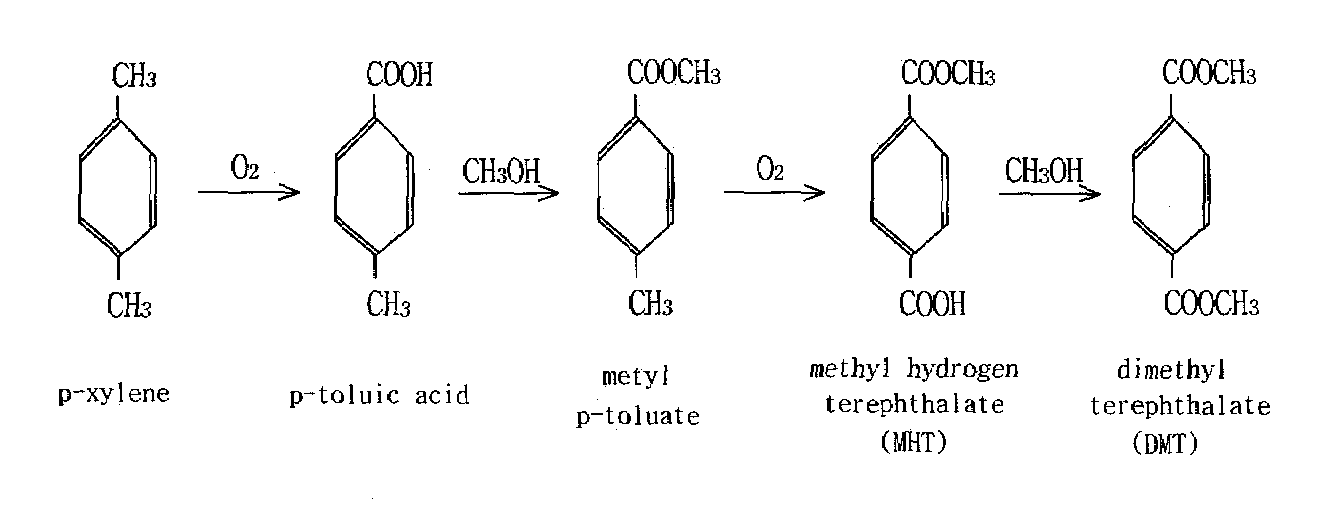 CH3 COOH COOCH3 COOCH3 COOCH3
O2 CH3OH O2 CH3OH
CH3 CH3 CH3 COOH COOCH3
p-xylene
p-toluic acid
metyl
p-toluate
methyl hydrogen
terephthalate
(MHT)
dimethyl
terephthalate
(DMT)